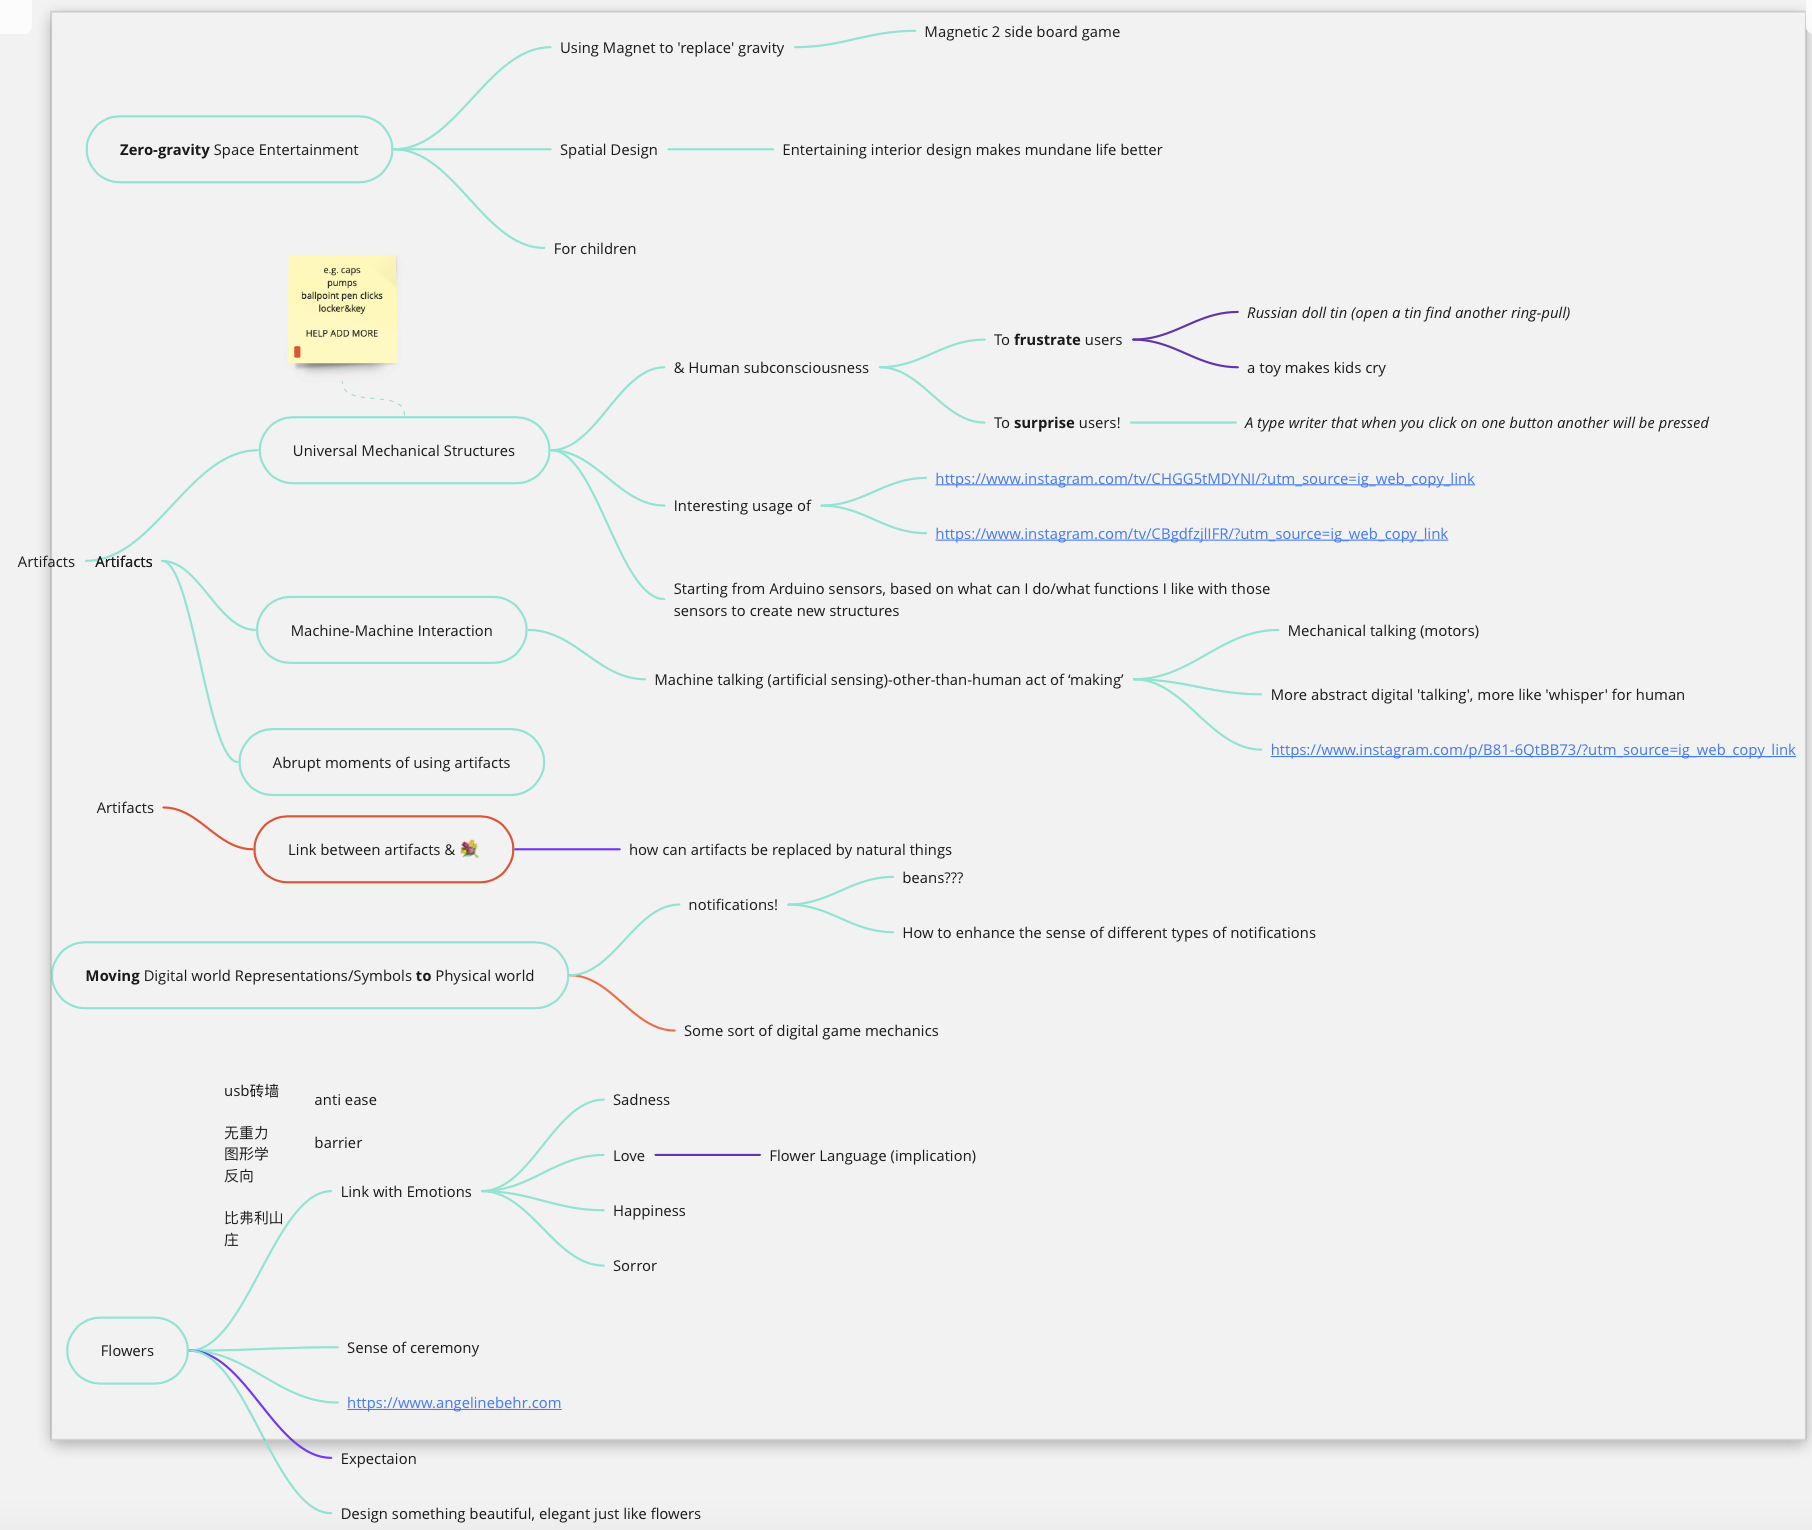 Using Magnet to 'replace' gravity
Magnetic 2 side board game
Zero-gravity Space Entertainment
Spatial Design
Entertaining interior design makes mundane life better
For children
e.g. caps
pumps
ballpoint pen clicks
locker&key
HELP ADD MORE
Universal Mechanical Structures
& Human subconsciousness
To frustrate users
Russian doll tin (open a tin find another ring-pull)
a toy makes kids cry
To surprise users!
A type writer that when you click on one button another will be pressed
Interesting usage of
https://www.instagram.com/tv/CHGG5tMDYNI/?utm_source=ig_web_copy_link
https://www.instagram.com/tv/CBgdfzjlIFR/?utm_source=ig_web_copy_link
Starting from Arduino sensors, based on what can I do/what functions I like with those
sensors to create new structures
Artifacts
Artifacts
Machine-Machine Interaction
Machine talking (artificial sensing)-other-than-human act of ‘making’
Mechanical talking (motors)
More abstract digital 'talking', more like 'whisper' for human
https://www.instagram.com/p/B81-6QtBB73/?utm_source=ig_web_copy_link
Abrupt moments of using artifacts
Artifacts
Link between artifacts & 💐
how can artifacts be replaced by natural things
notifications!
beans???
How to enhance the sense of different types of notifications
Moving Digital world Representations/Symbols to Physical world
Some sort of digital game mechanics
usb砖墙
无重力
图形学
反向
比弗利山
庄
anti ease
barrier
Link with Emotions
Sadness
Love
Flower Language (implication)
Happiness
Sorror
Flowers
Sense of ceremony
https://www.angelinebehr.com
Expectaion
Design something beautiful, elegant just like flowers